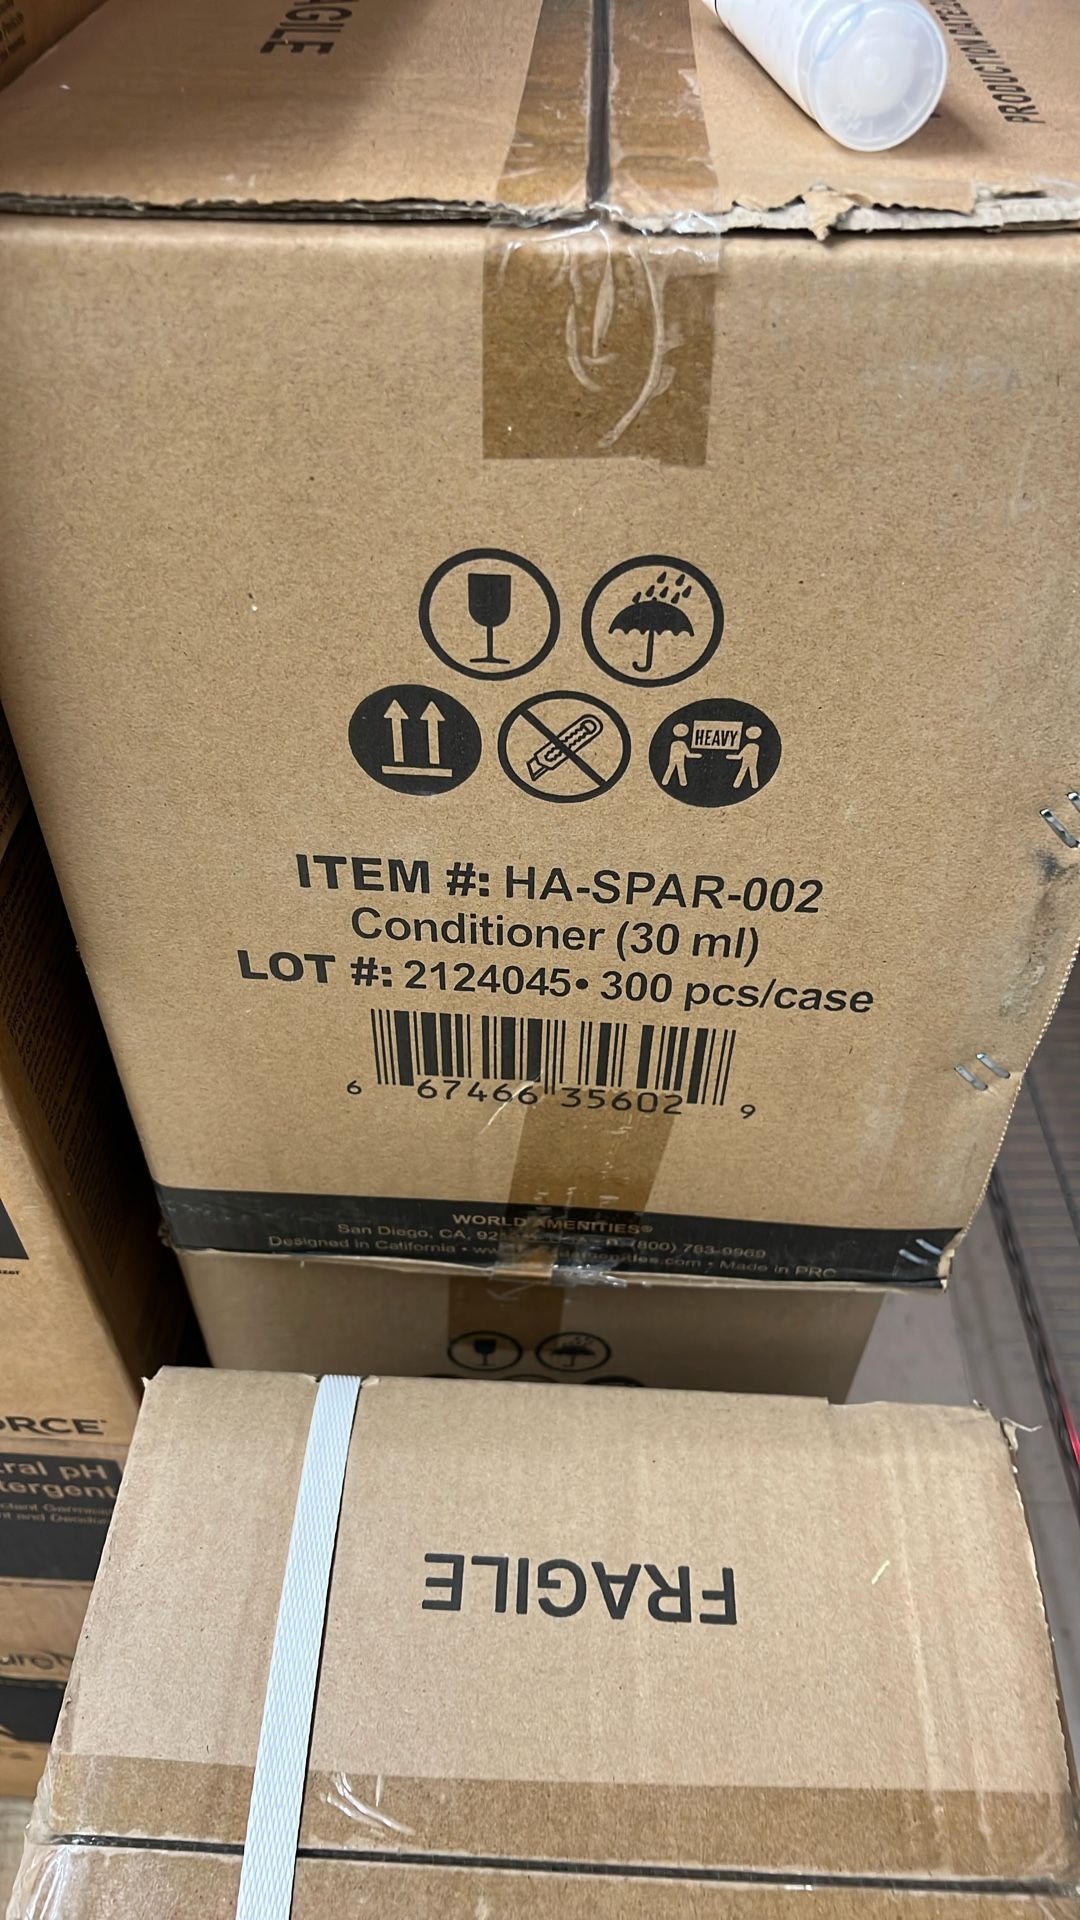 FRAGILE
PRODUCTION
HEAVY
ITEM #: HA-SPAR-002
Conditioner (30 ml)
LOT #: 2124045• 300 pcs/case
6 67466 35602 9
WORLD AMENITIES®
San Diego, CA, (800) 783-9969
Designed in California • Made in PRC
ORCE
ral pH
tergent
FRAGILE